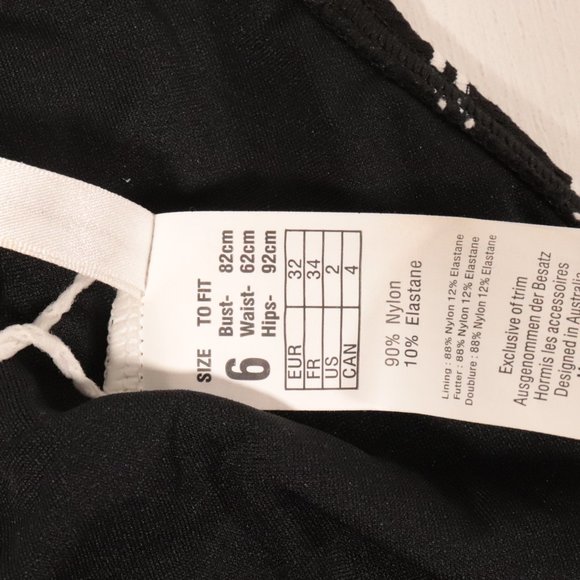 SIZE TO FIT
6
Bust- 82cm
Waist- 62cm
Hips- 92cm
EUR 32
FR 34
US 2
CAN 4
90% Nylon
10% Elastane
Lining : 88% Nylon 12% Elastane
Futter : 88% Nylon 12% Elastane
Doublure : 88% Nylon 12% Elastane
Exclusive of trim
Ausgenommen der Besatz
Hormis les accessoires
Designed in Austral